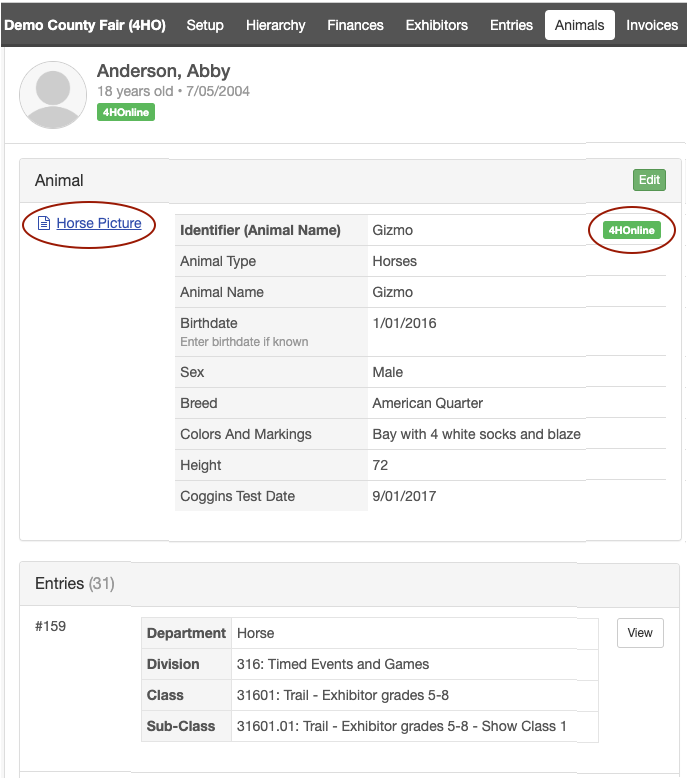 Demo County Fair (4HO) Setup Hierarchy Finances Exhibitors Entries Animals Invoices
Anderson, Abby
18 years old • 7/05/2004
4HOnline
Animal Edit
Horse Picture
Identifier (Animal Name) Gizmo 4HOnline
Animal Type Horses
Animal Name Gizmo
Birthdate 1/01/2016
Enter birthdate if known
Sex Male
Breed American Quarter
Colors And Markings Bay with 4 white socks and blaze
Height 72
Coggins Test Date 9/01/2017
Entries (31)
#159
Department Horse View
Division 316: Timed Events and Games
Class 31601: Trail - Exhibitor grades 5-8
Sub-Class 31601.01: Trail - Exhibitor grades 5-8 - Show Class 1